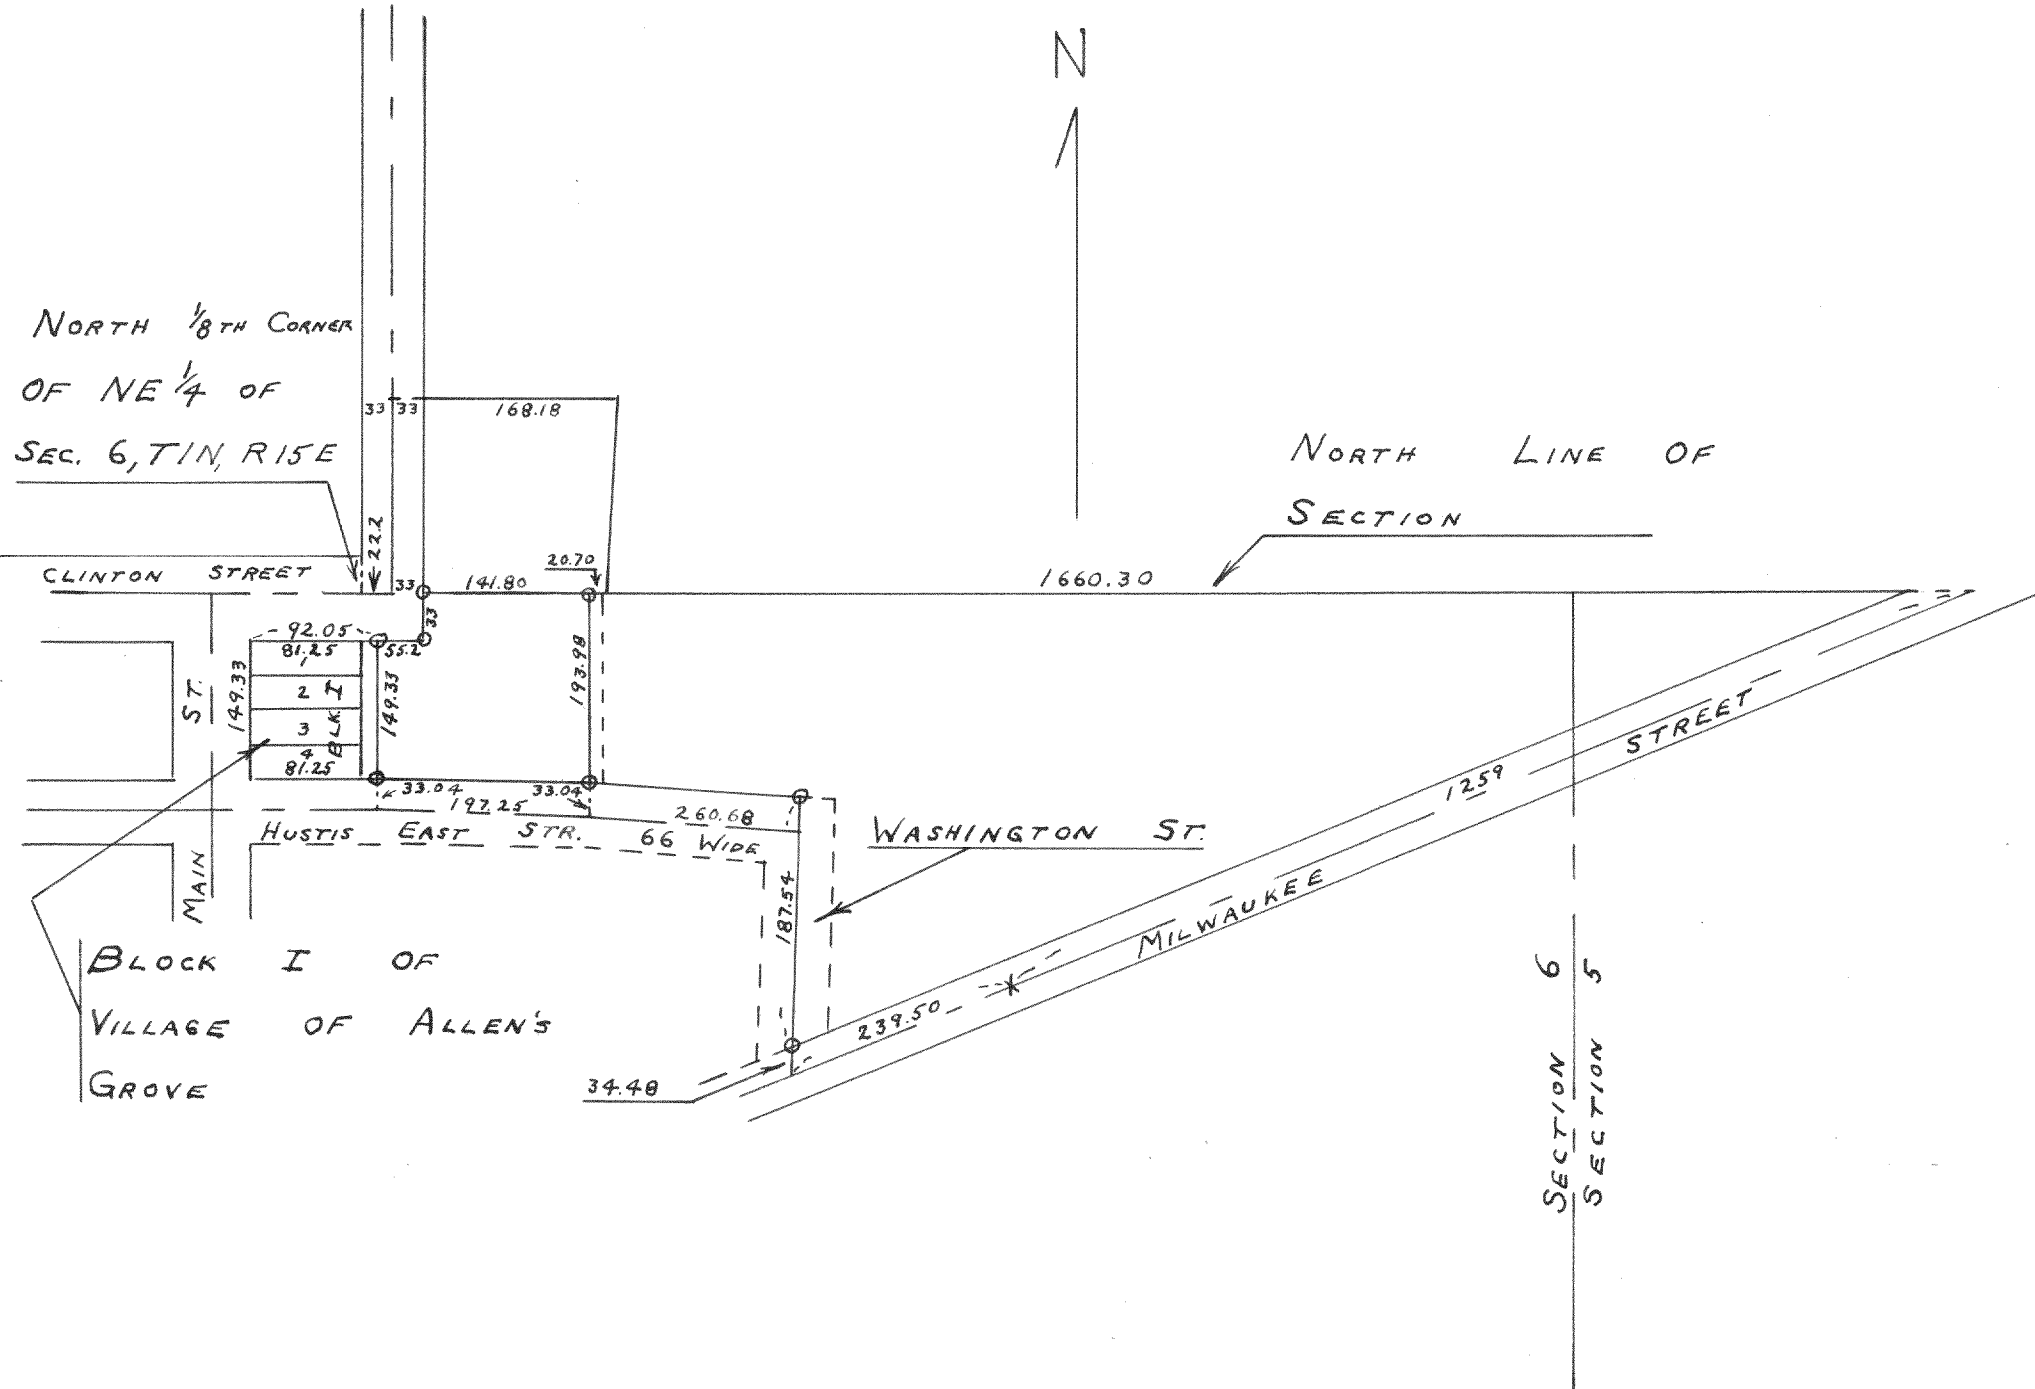 N
NORTH 1/8TH CORNER
OF NE 1/4 OF
SEC. 6, T1N, R15E
33 33
168.18
NORTH LINE OF
SECTION
22.2
CLINTON STREET
33
141.80
20.70
1660.30
33
92.05
81.25
55.2
1
2
3
4
BLK. I
81.25
149.33
149.33
193.98
ST.
MAIN
33.04
33.04
197.25
260.68
HUSTIS EAST STR. 66 WIDE
WASHINGTON ST.
187.54
STREET
1259
MILWAUKEE
239.50
34.48
BLOCK I OF
VILLAGE OF ALLEN'S
GROVE
SECTION 6
SECTION 5